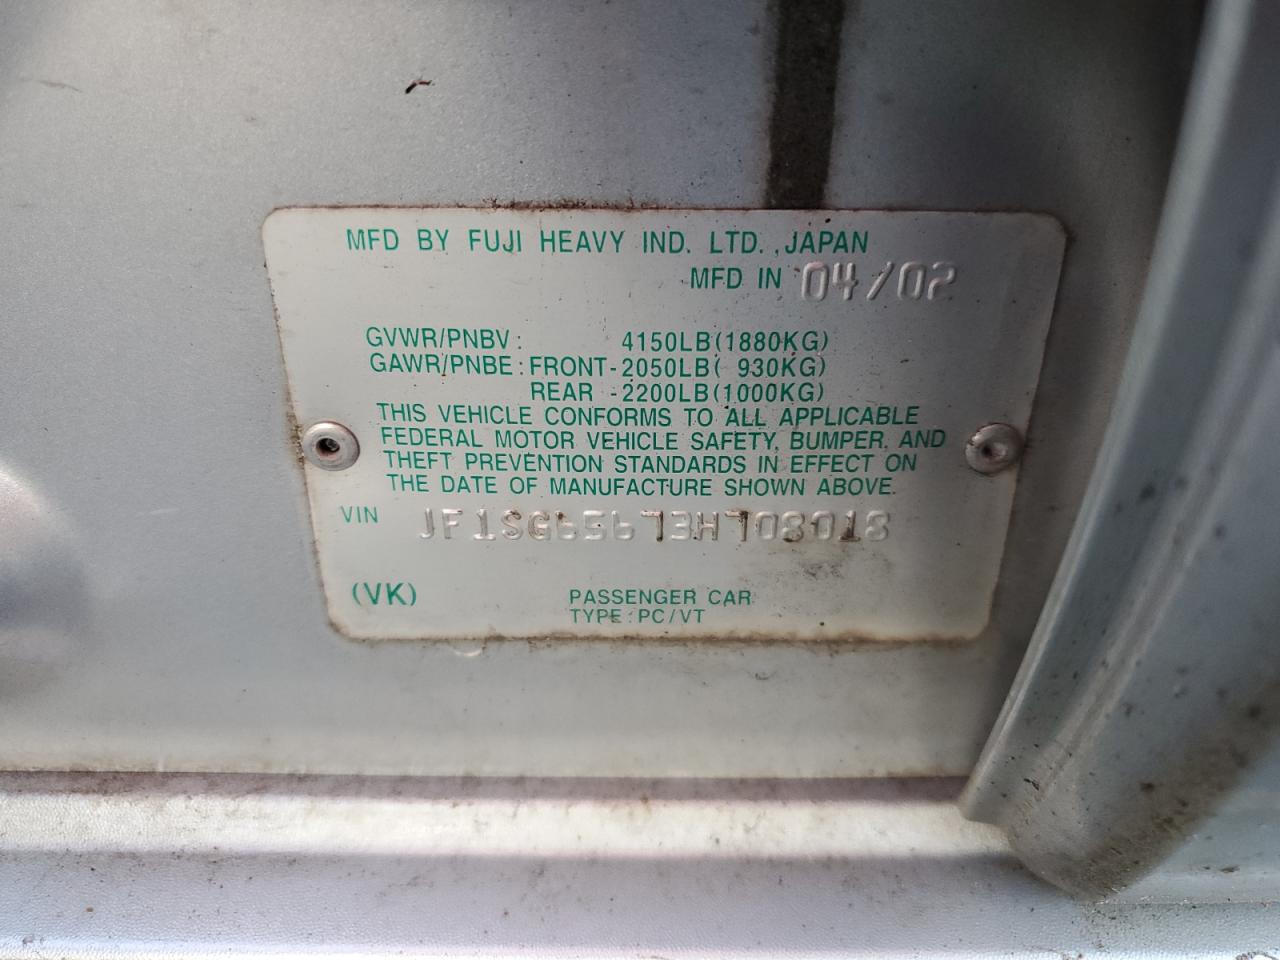 MFD BY FUJI HEAVY IND. LTD., JAPAN
MFD IN 04/02
GVWR/PNBV: 4150LB(1880KG)
GAWR/PNBE: FRONT-2050LB( 930KG)
REAR -2200LB(1000KG)
THIS VEHICLE CONFORMS TO ALL APPLICABLE
FEDERAL MOTOR VEHICLE SAFETY, BUMPER, AND
THEFT PREVENTION STANDARDS IN EFFECT ON
THE DATE OF MANUFACTURE SHOWN ABOVE.
VIN JF1SG65673H708018
(VK) PASSENGER CAR
TYPE: PC/VT